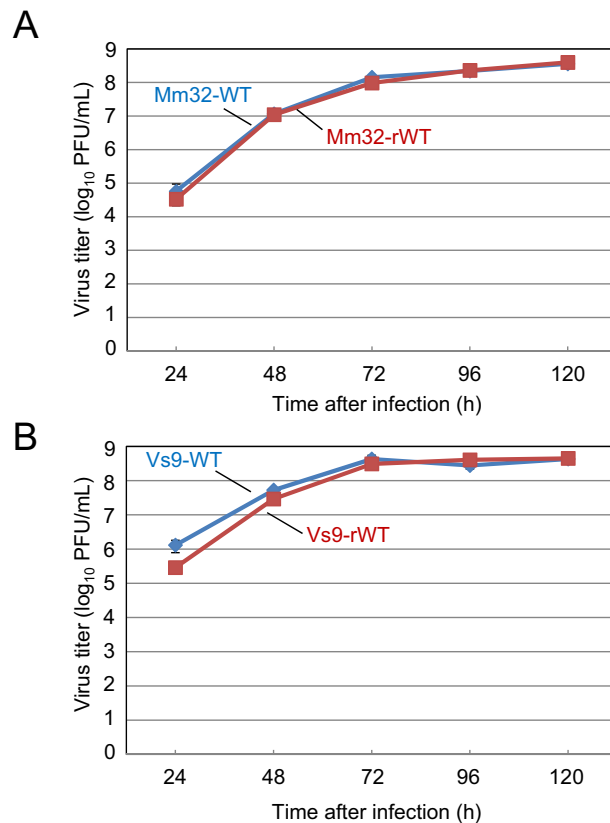 A
Virus titer (log10 PFU/mL)
9
8
7
6
5
4
3
2
1
0
Mm32-WT
Mm32-rWT
24 48 72 96 120
Time after infection (h)
B
Virus titer (log10 PFU/mL)
9
8
7
6
5
4
3
2
1
0
Vs9-WT
Vs9-rWT
24 48 72 96 120
Time after infection (h)